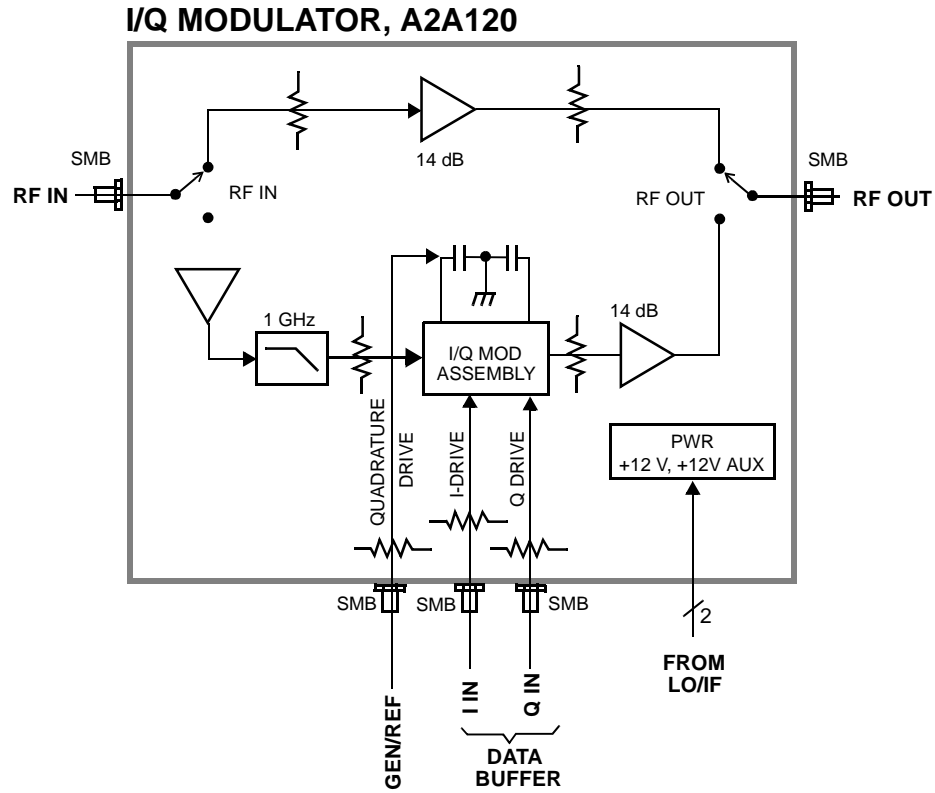 I/Q MODULATOR, A2A120
14 dB
SMB
SMB
RF IN
RF IN
RF OUT
RF OUT
1 GHz
14 dB
I/Q MOD
ASSEMBLY
QUADRATURE
DRIVE
I-DRIVE
Q DRIVE
PWR
+12 V, +12V AUX
SMB
SMB
SMB
2
FROM
LO/IF
GEN/REF
I IN
Q IN
DATA
BUFFER